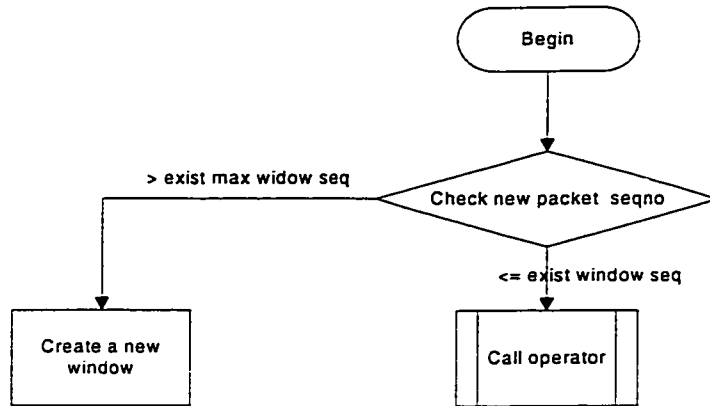 Begin
> exist max widow seq
Check new packet seqno
<= exist window seq
Create a new
window
Call operator